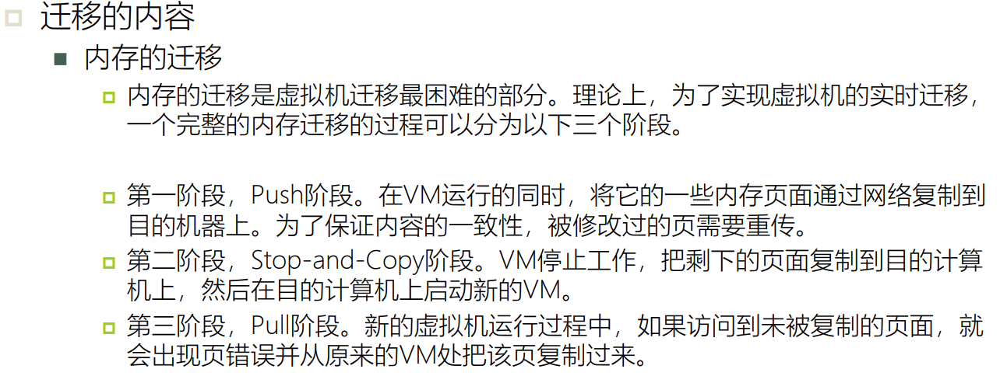 迁移的内容
内存的迁移
内存的迁移是虚拟机迁移最困难的部分。理论上，为了实现虚拟机的实时迁移，
一个完整的内存迁移的过程可以分为以下三个阶段。
第一阶段，Push阶段。在VM运行的同时，将它的一些内存页面通过网络复制到
目的机器上。为了保证内容的一致性，被修改过的页需要重传。
第二阶段，Stop-and-Copy阶段。VM停止工作，把剩下的页面复制到目的计算
机上，然后在目的计算机上启动新的VM。
第三阶段，Pull阶段。新的虚拟机运行过程中，如果访问到未被复制的页面，就
会出现页错误并从原来的VM处把该页复制过来。